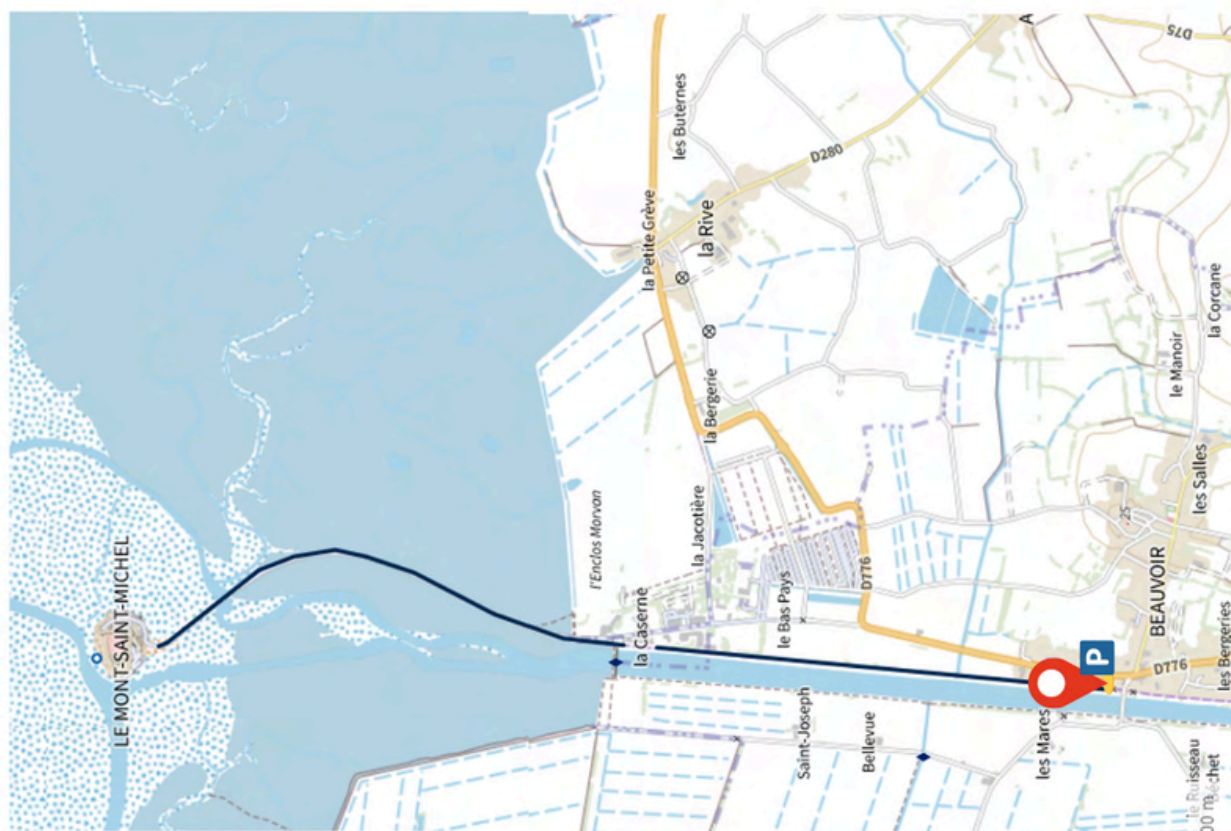 LE MONT-SAINT-MICHEL
A
D75
les Buternes
D280
la Petite Grève
la Rive
la Bergerie
l'Enclos Morvan
la Jacotière
la Caserne
le Bas Pays
D776
le Manoir
la Corcane
les Salles
25
BEAUVOIR
Saint-Joseph
Bellevue
les Mares
P
D776
les Bergeries
le Ruisseau
00 m